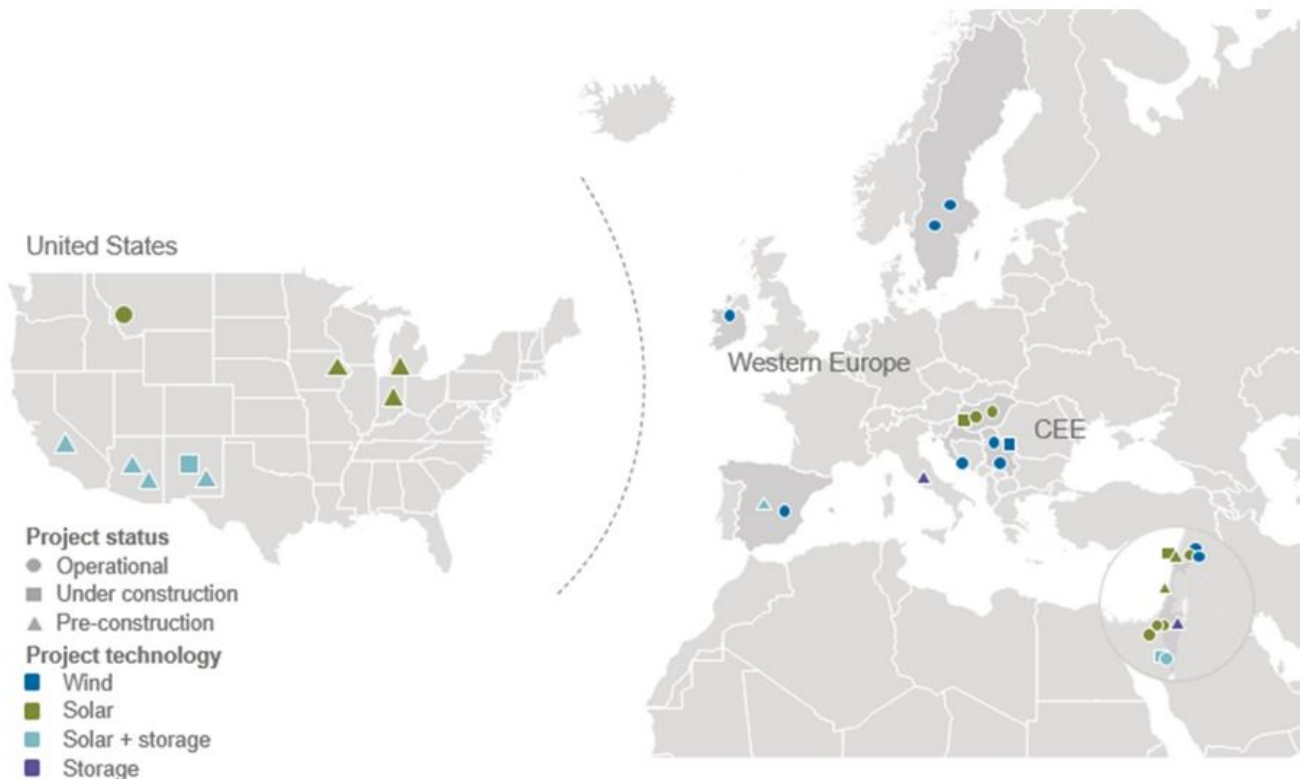 United States
Western Europe
CEE
Project status
Operational
Under construction
Pre-construction
Project technology
Wind
Solar
Solar + storage
Storage